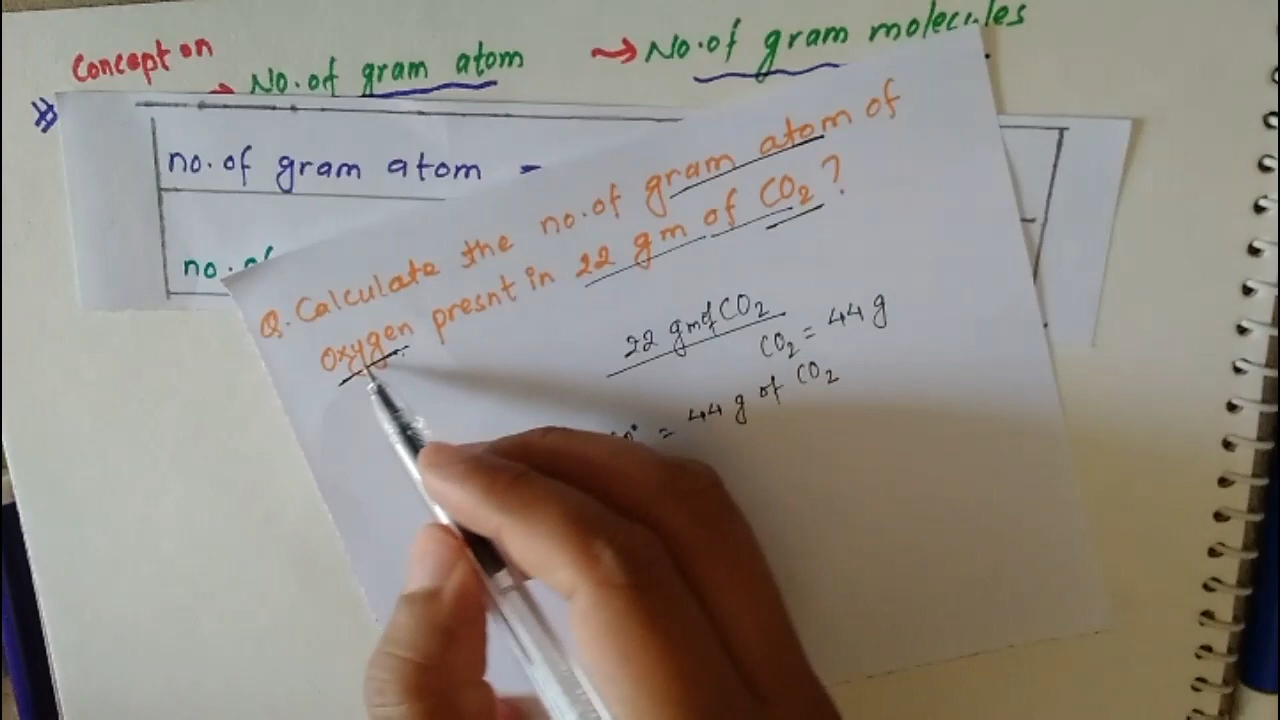 Concept on
→ No. of gram atom → No. of gram molecules
no. of gram atom -
no. of
Q. Calculate the no. of gram atom of
oxygen presnt in 22 gm of CO2?
22 gm of CO2
CO2 = 44 g
= 44 g of CO2